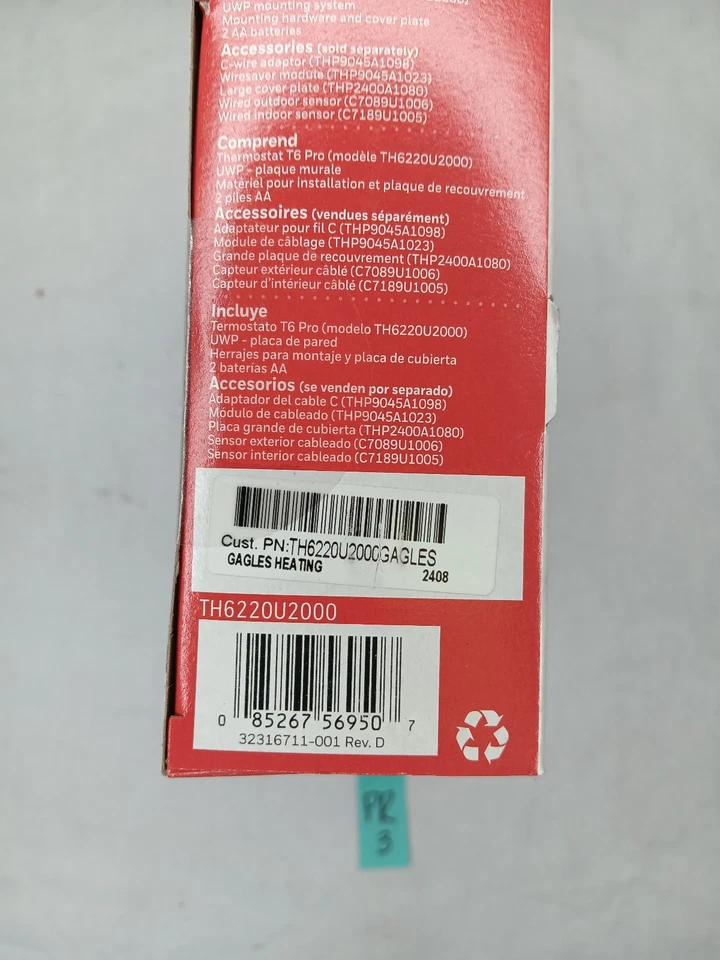 UWP mounting system
Mounting hardware and cover plate
2 AA batteries
Accessories (sold separately)
C-wire adaptor (THP9045A1098)
Wiresaver module (THP9045A1023)
Large cover plate (THP2400A1080)
Wired outdoor sensor (C7089U1006)
Wired indoor sensor (C7189U1005)
Comprend
Thermostat T6 Pro (modèle TH6220U2000)
UWP - plaque murale
Matériel pour installation et plaque de recouvrement
2 piles AA
Accessoires (vendues séparément)
Adaptateur pour fil C (THP9045A1098)
Module de câblage (THP9045A1023)
Grande plaque de recouvrement (THP2400A1080)
Capteur extérieur câblé (C7089U1006)
Capteur d'intérieur câblé (C7189U1005)
Incluye
Termostato T6 Pro (modelo TH6220U2000)
UWP - placa de pared
Herrajes para montaje y placa de cubierta
2 baterías AA
Accesorios (se venden por separado)
Adaptador del cable C (THP9045A1098)
Módulo de cableado (THP9045A1023)
Placa grande de cubierta (THP2400A1080)
Sensor exterior cableado (C7089U1006)
Sensor interior cableado (C7189U1005)
Cust. PN:TH6220U2000GAGLES
GAGLES HEATING
2408
TH6220U2000
0 85267 56950 7
32316711-001 Rev. D
PR
3